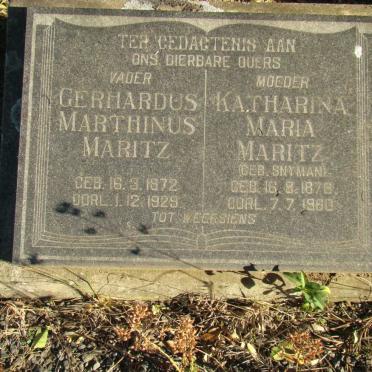 TER GEDAGTENIS AAN
ONS DIERBARE OUERS
VADER
GERHARDUS
MARTHINUS
MARITZ
GEB. 16.9.1872
OORL. 1.12.1929
MOEDER
KATHARINA
MARIA
MARITZ
(GEB. SNYMAN)
GEB. 16.8.1878
OORL. 7.7.1960
TOT WEERSIENS